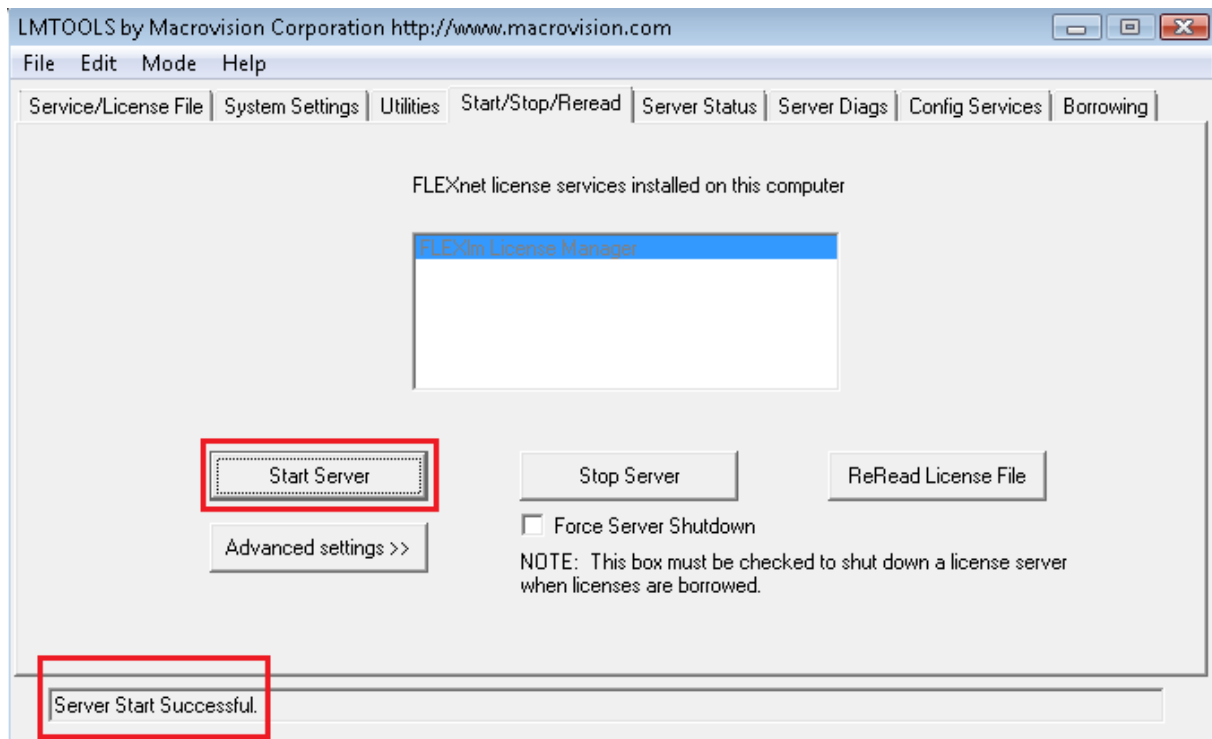 LMTOOLS by Macrovision Corporation http://www.macrovision.com
File Edit Mode Help
Service/License File System Settings Utilities Start/Stop/Reread Server Status Server Diags Config Services Borrowing
FLEXnet license services installed on this computer
FLEXlm License Manager
Start Server Stop Server ReRead License File
Force Server Shutdown
Advanced settings >>
NOTE: This box must be checked to shut down a license server
when licenses are borrowed.
Server Start Successful.